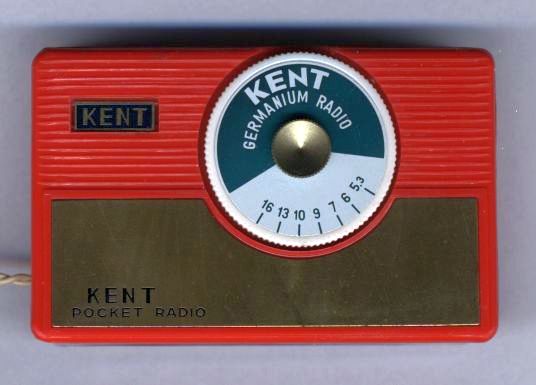 KENT
KENT
GERMANIUM RADIO
16 13 10 9 7 6 5.3
KENT
POCKET RADIO